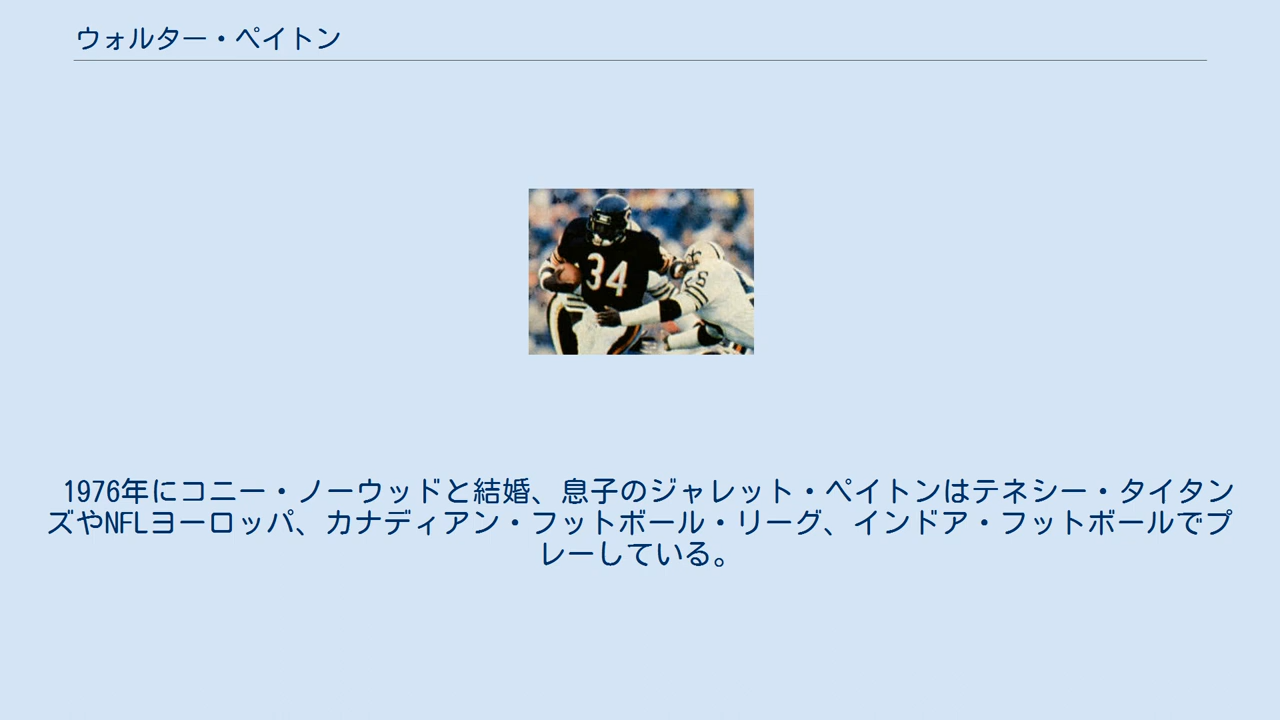 ウォルター・ペイトン
34
1976年にコニー・ノーウッドと結婚、息子のジャレット・ペイトンはテネシー・タイタン
ズやNFLヨーロッパ、カナディアン・フットボール・リーグ、インドア・フットボールでプ
レーしている。